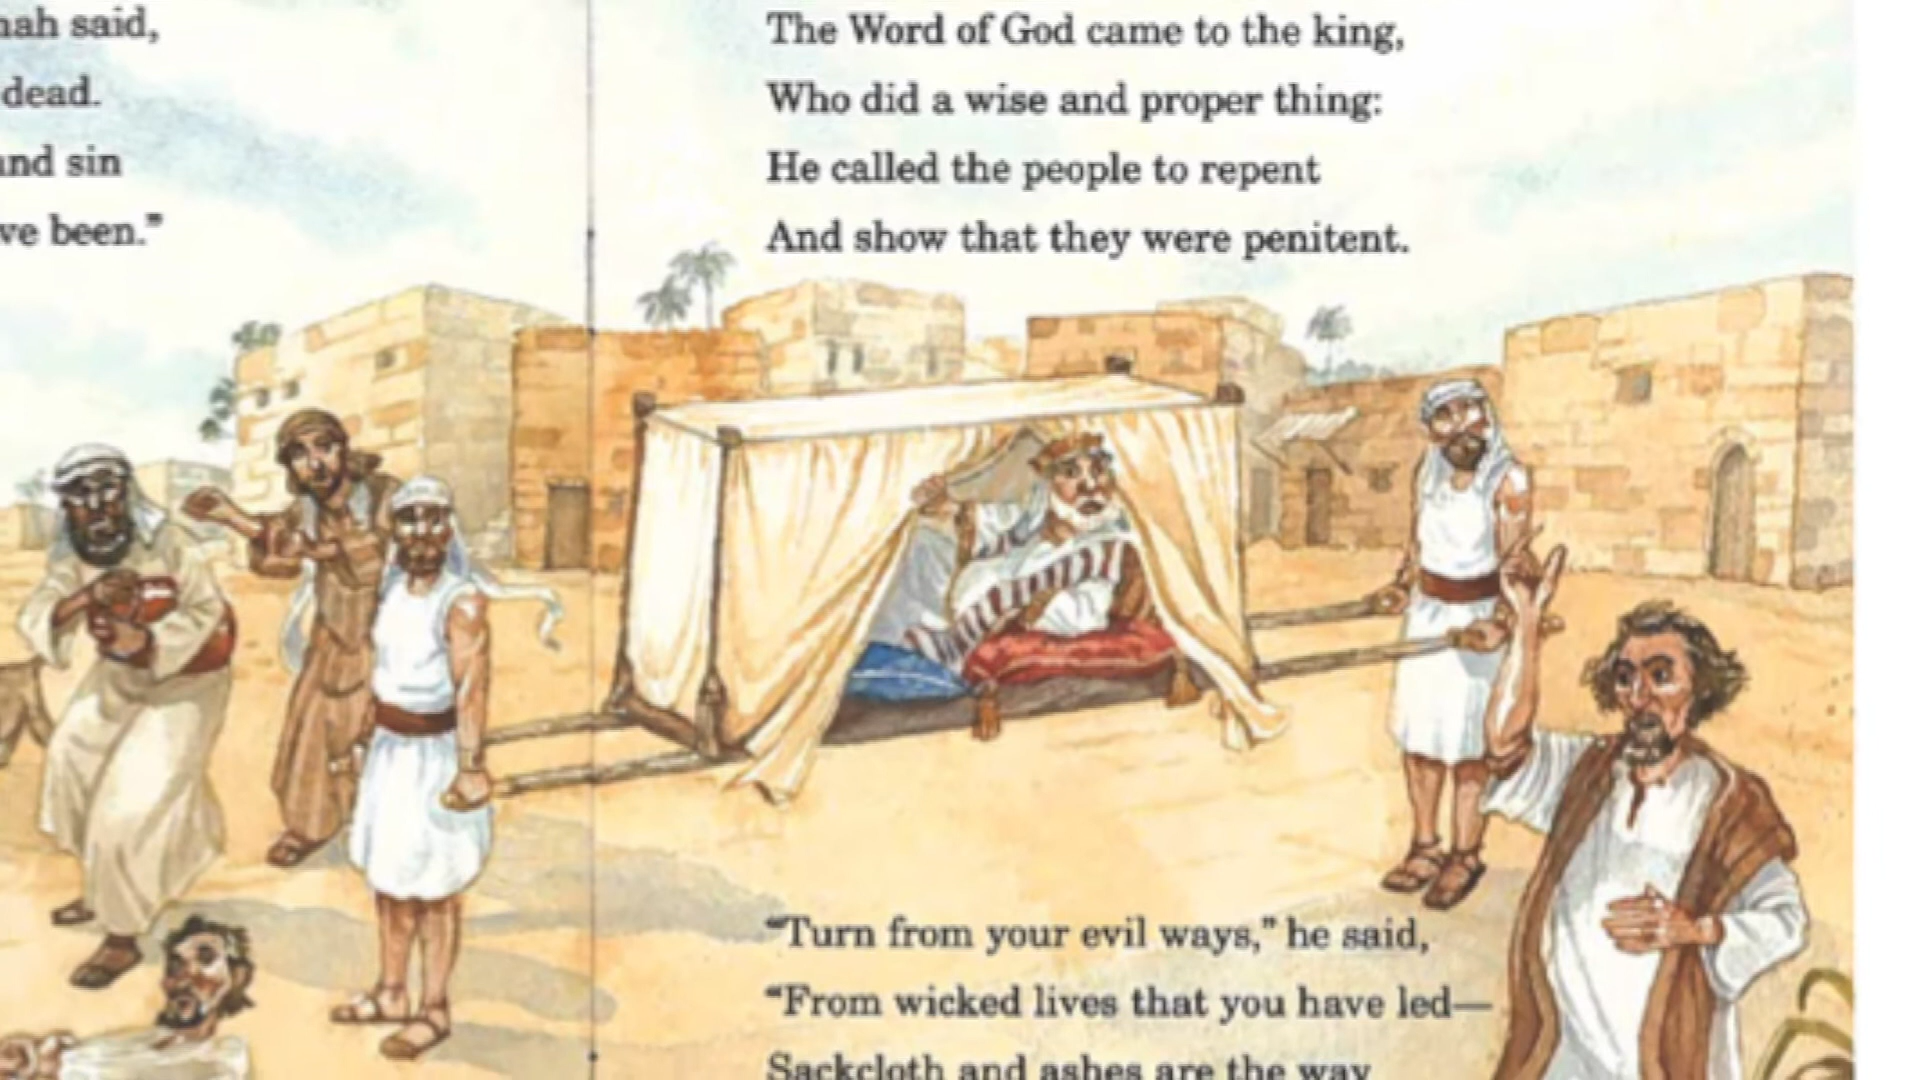 nah said,
dead.
and sin
ve been.”
The Word of God came to the king,
Who did a wise and proper thing:
He called the people to repent
And show that they were penitent.
“Turn from your evil ways,” he said,
“From wicked lives that you have led—
Sackcloth and ashes are the way